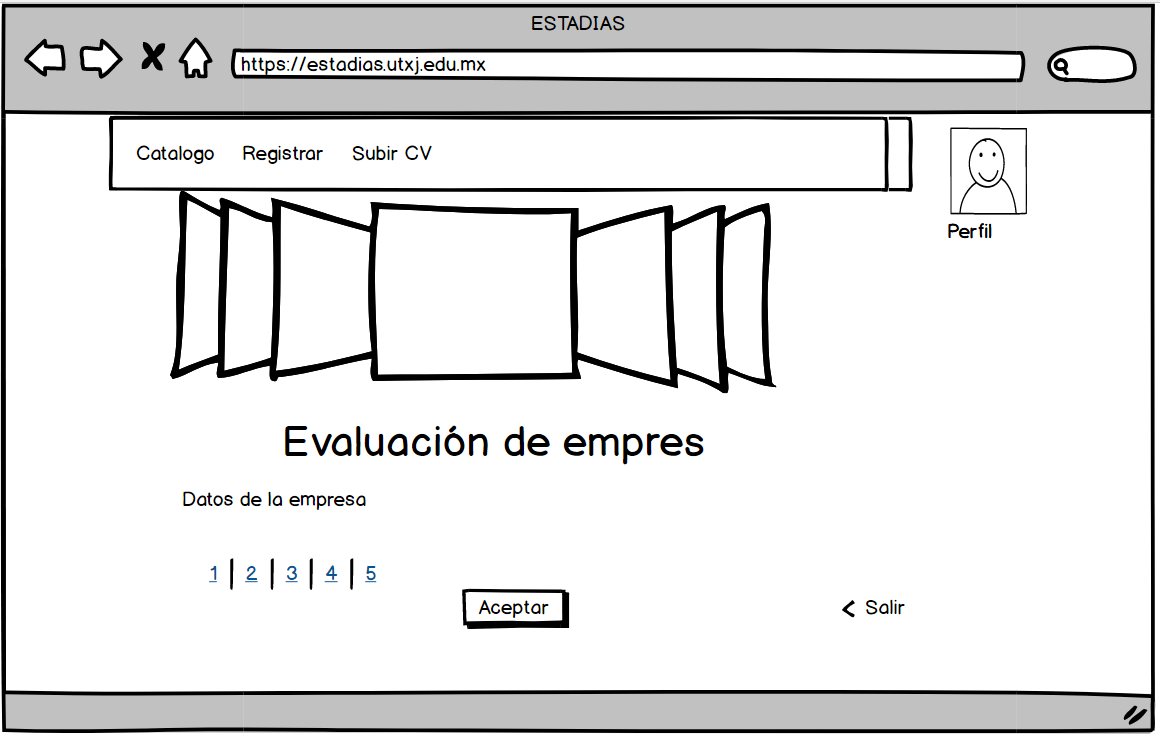 ESTADIAS
https://estadias.utxj.edu.mx
Catalogo Registrar Subir CV
Perfil
Evaluación de empres
Datos de la empresa
1 2 3 4 5
Aceptar
Salir